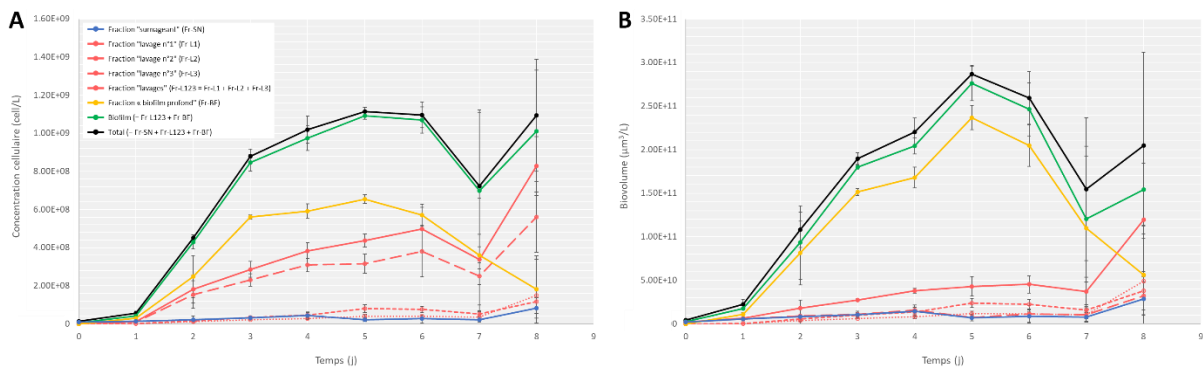 A
Concentration cellulaire (cell/L)
1.60E+09
1.40E+09
1.20E+09
1.00E+09
8.00E+08
6.00E+08
4.00E+08
2.00E+08
0
Fraction "surnageant" (Fr-SN)
Fraction "lavage n°1" (Fr-L1)
Fraction "lavage n°2" (Fr-L2)
Fraction "lavage n°3" (Fr-L3)
Fraction "lavages" (Fr-L123 = Fr-L1 + Fr-L2 + Fr-L3)
Fraction « biofilm profond" (Fr-BF)
Biofilm (= Fr L123 + Fr BF)
Total (= Fr-SN + Fr-L123 + Fr-BF)
0 1 2 3 4 5 6 7 8 9
Temps (j)
B
Biovolume (µm³/L)
3.50E+11
3.00E+11
2.50E+11
2.00E+11
1.50E+11
1.00E+11
5.00E+10
0
0 1 2 3 4 5 6 7 8 9
Temps (j)